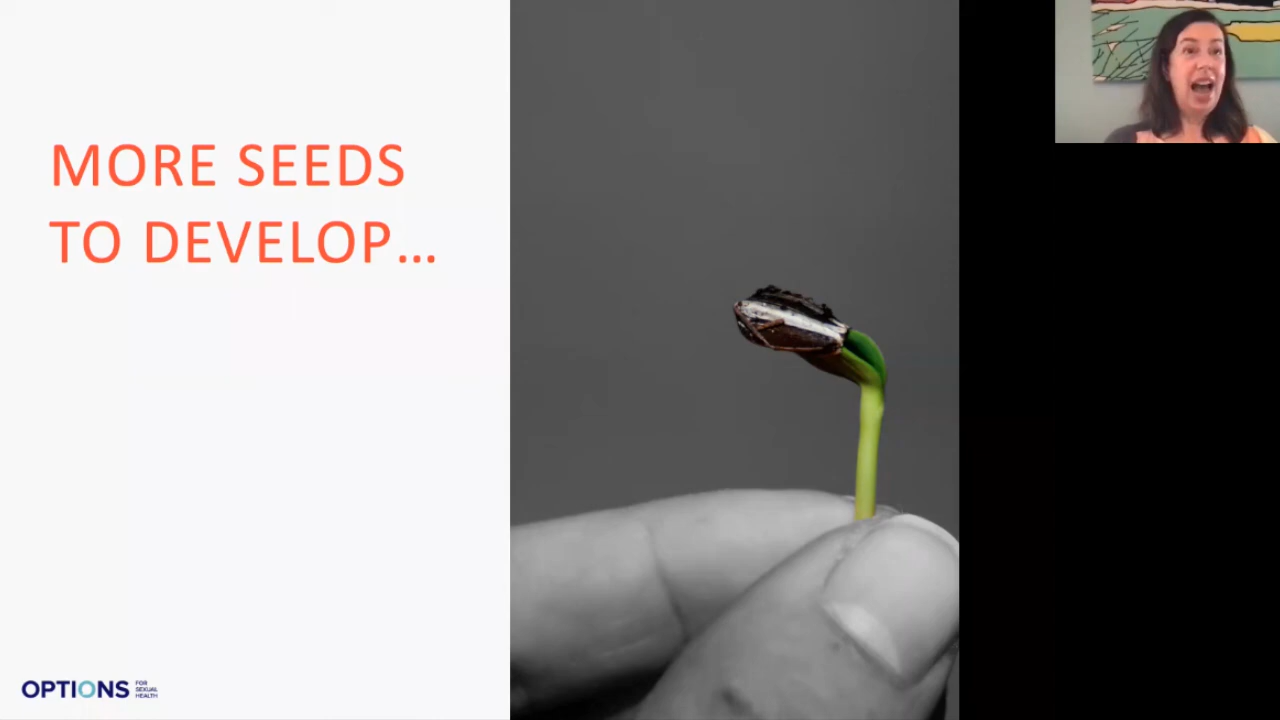 MORE SEEDS
TO DEVELOP...
OPTIONS FOR
SEXUAL
HEALTH